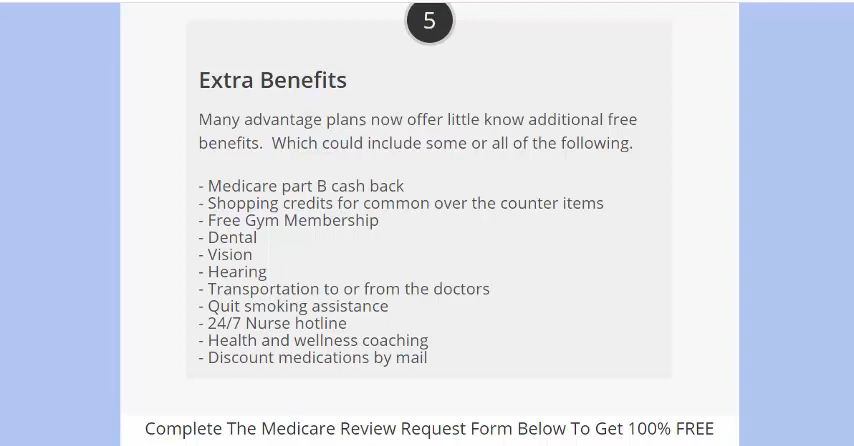 5
Extra Benefits
Many advantage plans now offer little know additional free
benefits.  Which could include some or all of the following.
- Medicare part B cash back
- Shopping credits for common over the counter items
- Free Gym Membership
- Dental
- Vision
- Hearing
- Transportation to or from the doctors
- Quit smoking assistance
- 24/7 Nurse hotline
- Health and wellness coaching
- Discount medications by mail
Complete The Medicare Review Request Form Below To Get 100% FREE